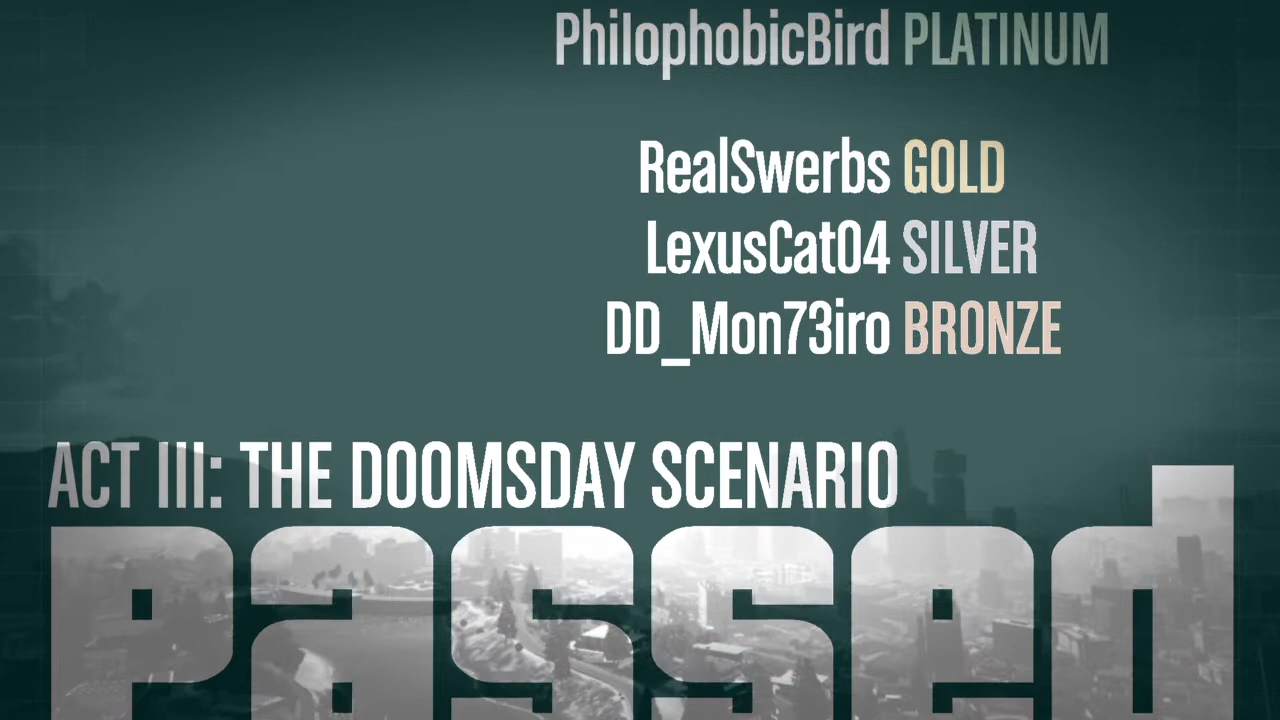 PhilophobicBird PLATINUM
RealSwerbs GOLD
LexusCat04 SILVER
DD_Mon73iro BRONZE
ACT III: THE DOOMSDAY SCENARIO
passed